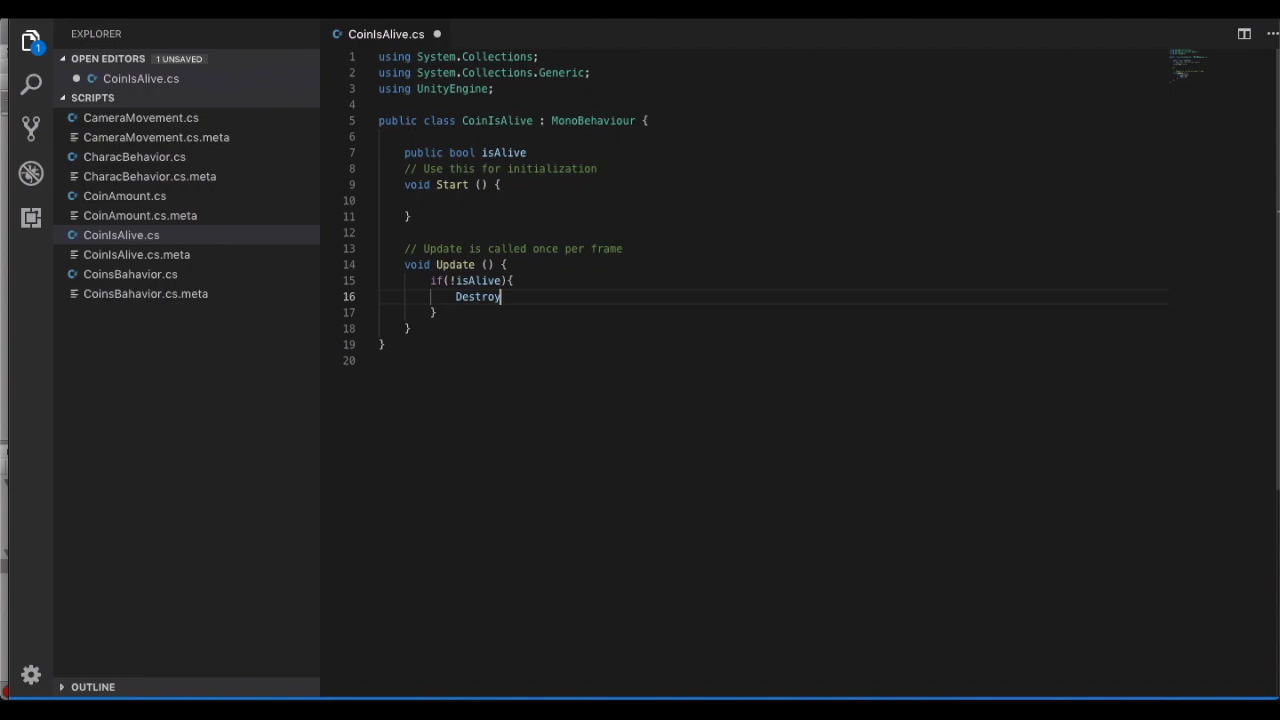 EXPLORER
OPEN EDITORS 1 UNSAVED
CoinIsAlive.cs
SCRIPTS
CameraMovement.cs
CameraMovement.cs.meta
CharacBehavior.cs
CharacBehavior.cs.meta
CoinAmount.cs
CoinAmount.cs.meta
CoinIsAlive.cs
CoinIsAlive.cs.meta
CoinsBahavior.cs
CoinsBahavior.cs.meta
OUTLINE
1
CoinIsAlive.cs
1 using System.Collections;
2 using System.Collections.Generic;
3 using UnityEngine;
4
5 public class CoinIsAlive : MonoBehaviour {
6
7 public bool isAlive
8 // Use this for initialization
9 void Start () {
10
11 }
12
13 // Update is called once per frame
14 void Update () {
15 if(!isAlive){
16 Destroy
17 }
18 }
19 }
20